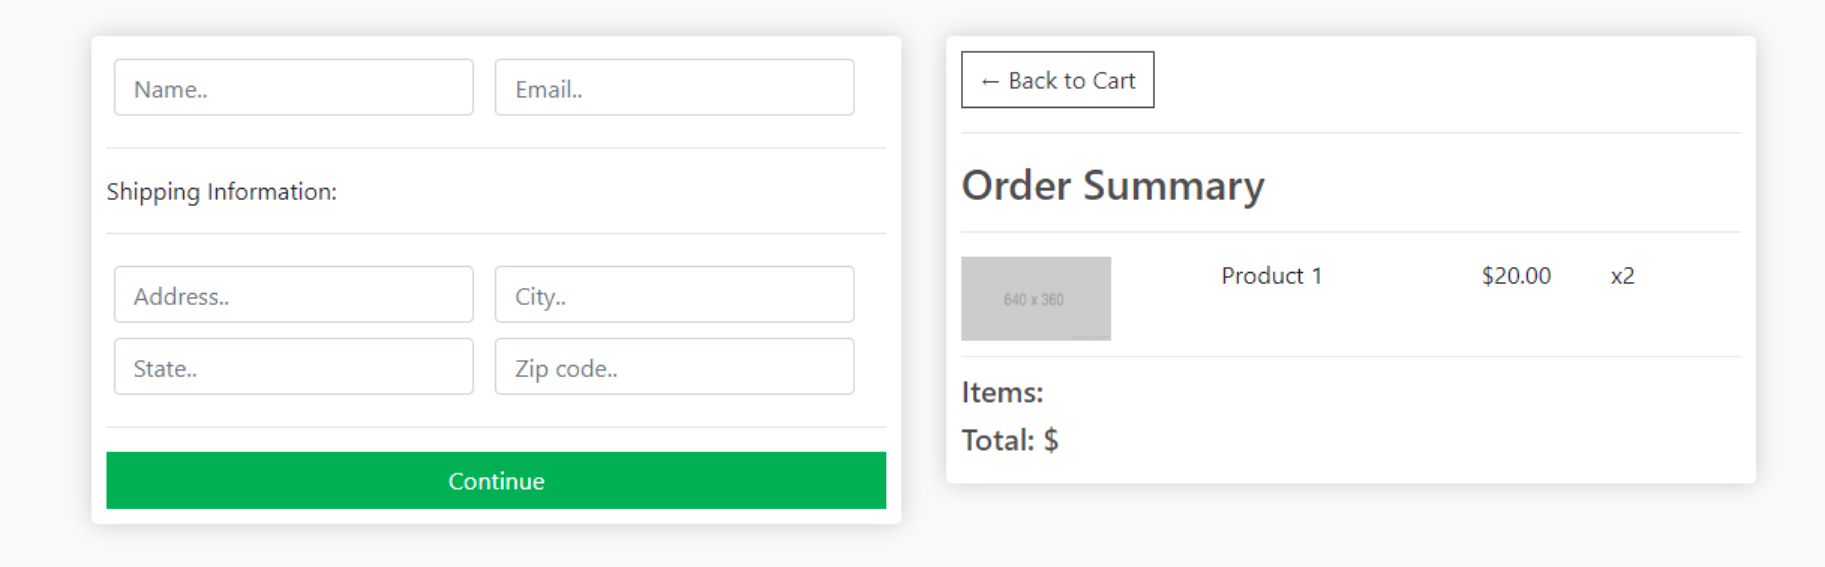 Name..
Email..
Shipping Information:
Address..
City..
State..
Zip code..
Continue
← Back to Cart
Order Summary
640 x 360
Product 1
$20.00
x2
Items:
Total: $